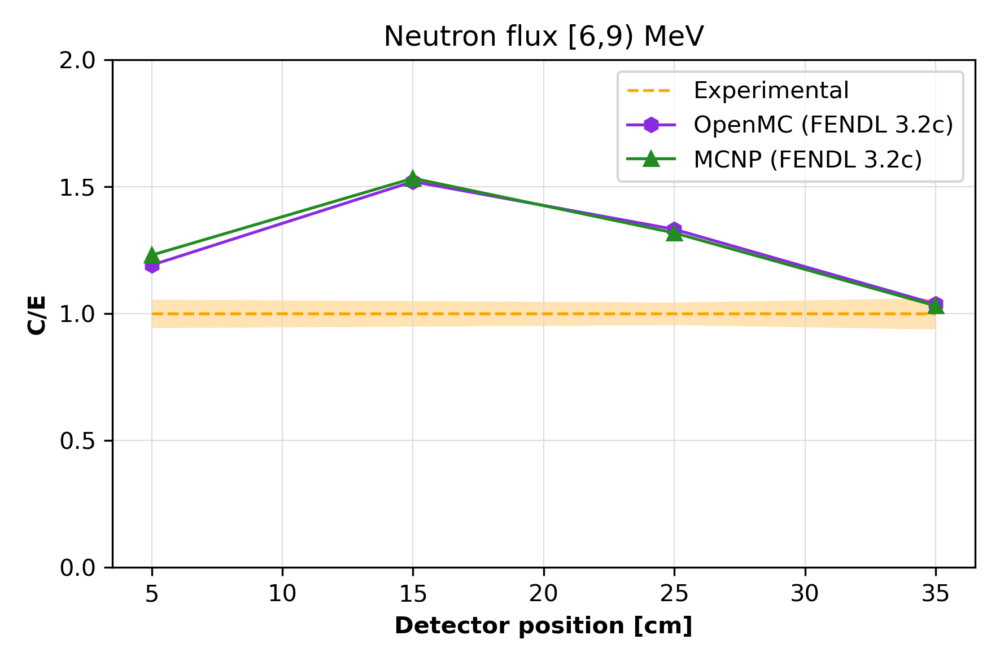 Neutron flux [6,9) MeV
2.0
1.5
1.0
0.5
0.0
C/E
Experimental
OpenMC (FENDL 3.2c)
MCNP (FENDL 3.2c)
5 10 15 20 25 30 35
Detector position [cm]